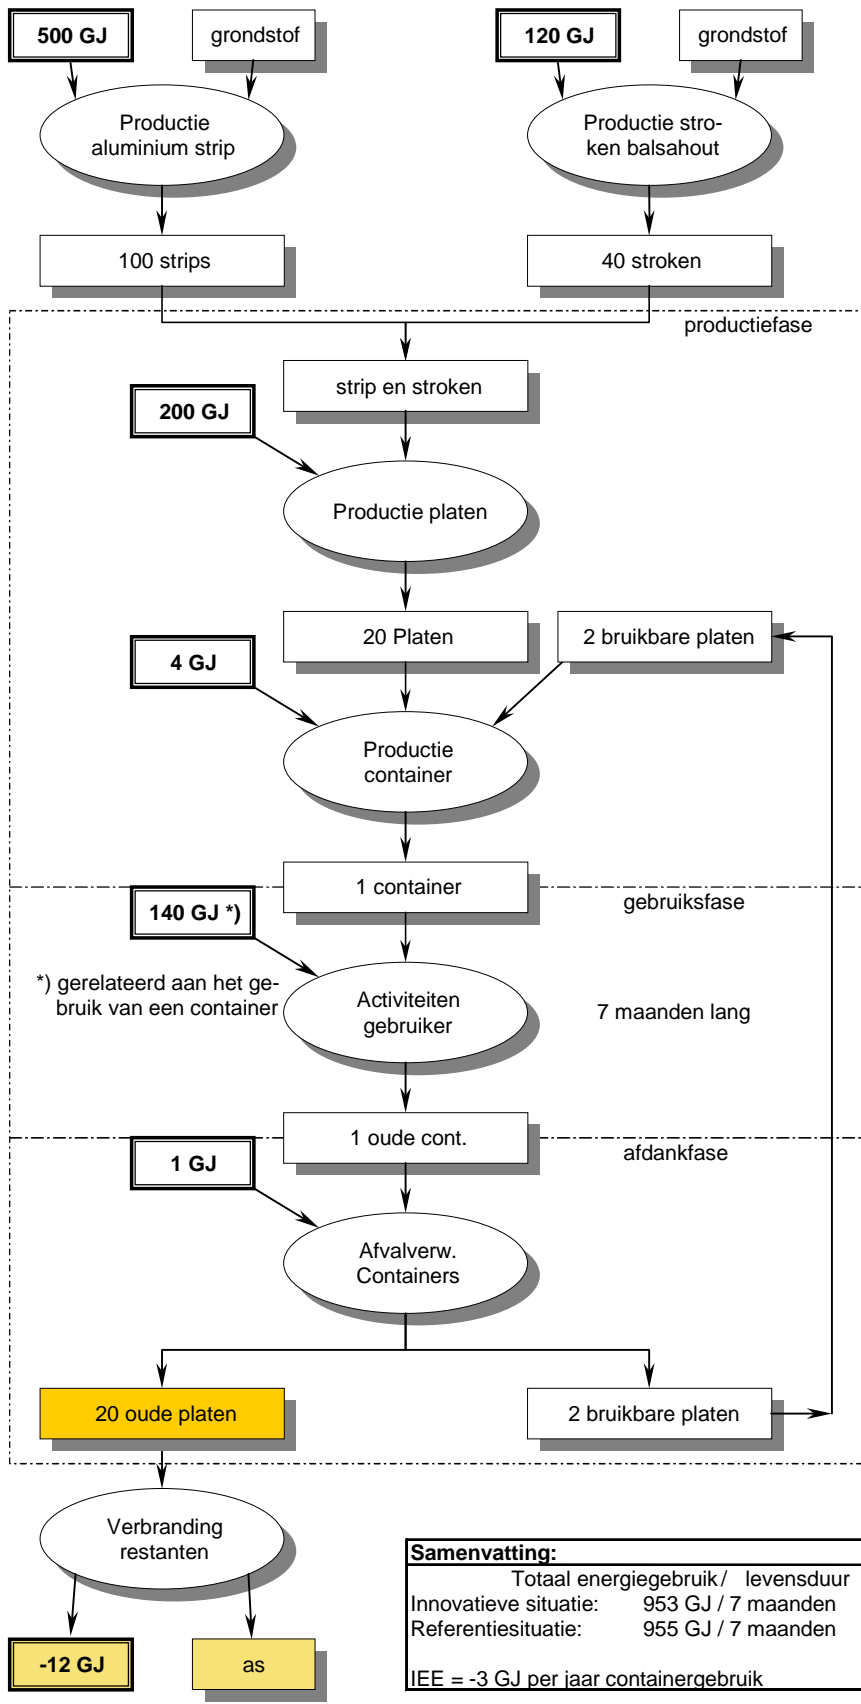 500 GJ
grondstof
120 GJ
grondstof
Productie
aluminium strip
Productie stro-
ken balsahout
100 strips
40 stroken
productiefase
strip en stroken
200 GJ
Productie platen
20 Platen
2 bruikbare platen
4 GJ
Productie
container
1 container
gebruiksfase
140 GJ *)
*) gerelateerd aan het ge-
bruik van een container
Activiteiten
gebruiker
7 maanden lang
1 oude cont.
afdankfase
1 GJ
Afvalverw.
Containers
20 oude platen
2 bruikbare platen
Verbranding
restanten
-12 GJ
as
Samenvatting:
Totaal energiegebruik / levensduur
Innovatieve situatie: 953 GJ / 7 maanden
Referentiesituatie: 955 GJ / 7 maanden
IEE = -3 GJ per jaar containergebruik